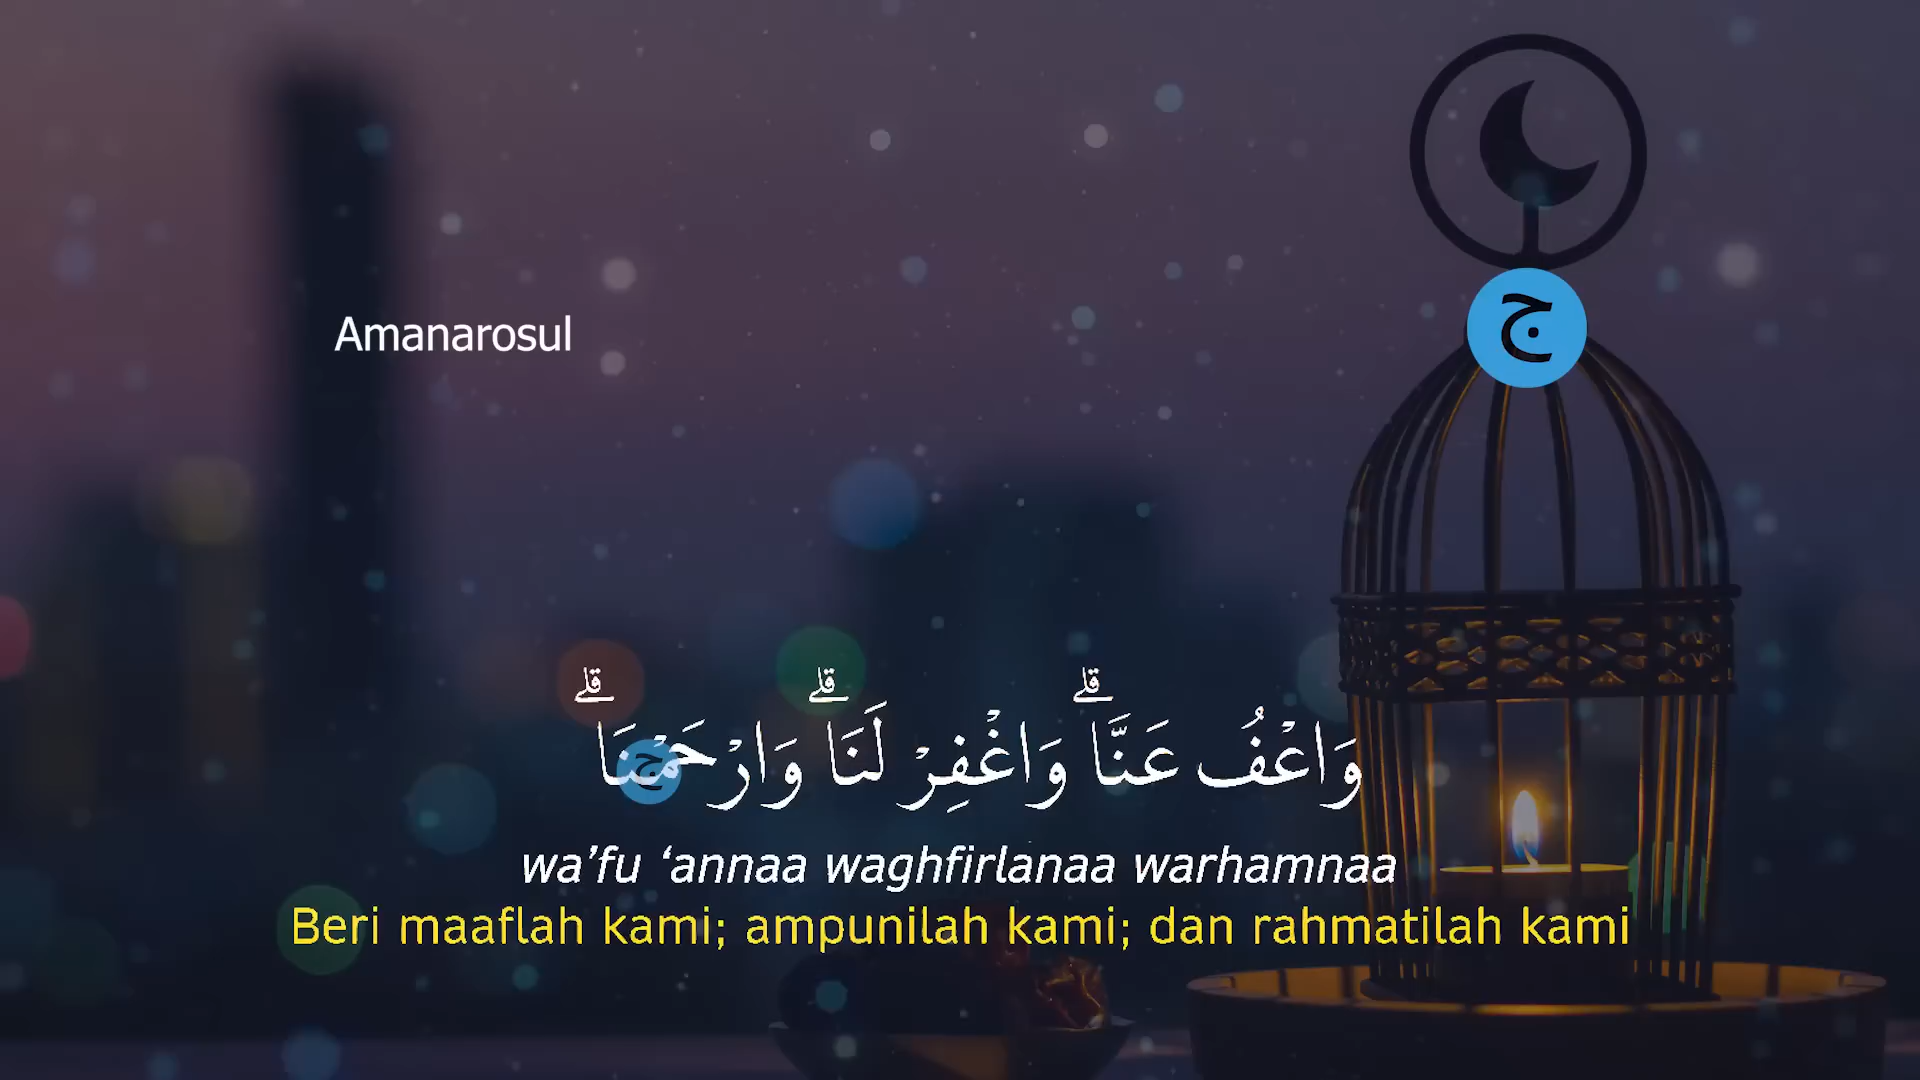 Amanarosul
ج
وَاعْفُ عَنَّاۗ وَاغْفِرْ لَنَاۗ وَارْحَمْنَاۗ
ج
wa’fu ‘annaa waghfirlanaa warhamnaa
Beri maaflah kami; ampunilah kami; dan rahmatilah kami